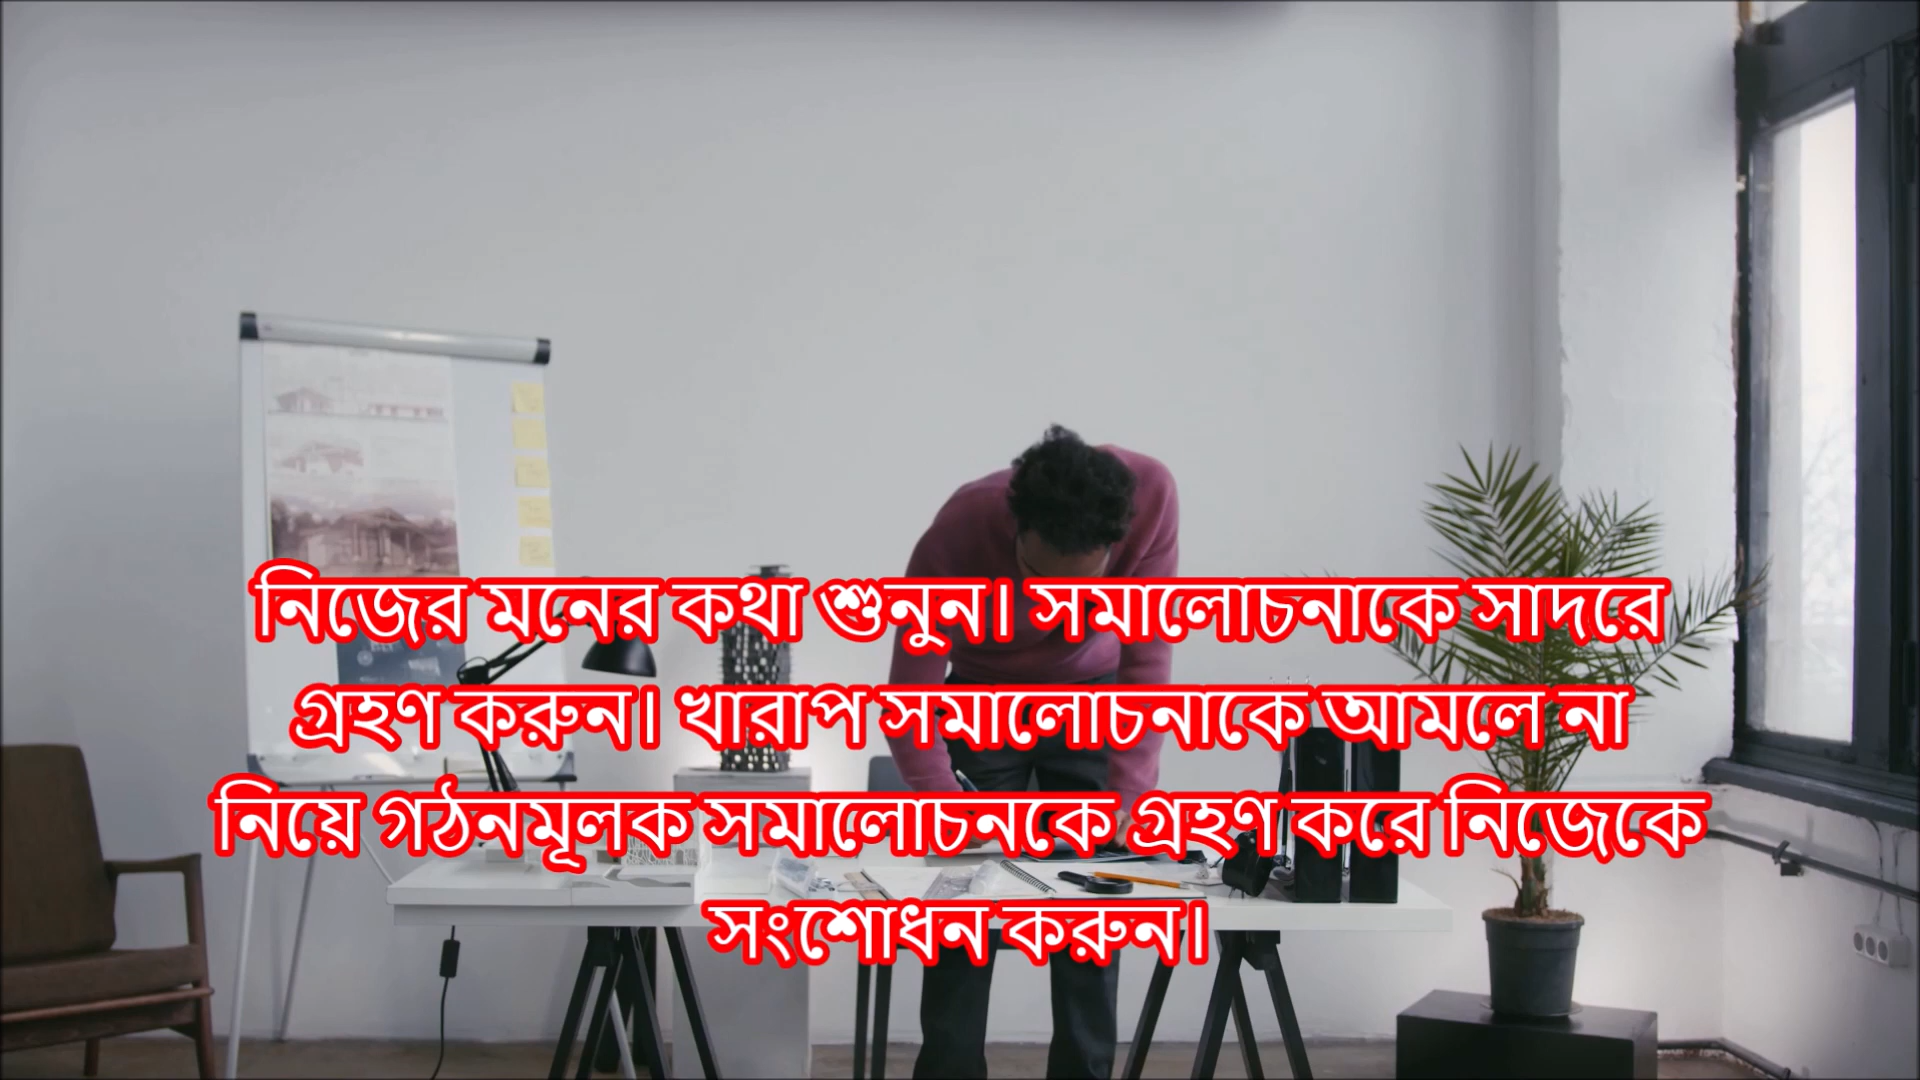 নিজের মনের কথা শুনুন। সমালোচনাকে সাদরে
গ্রহণ করুন। খারাপ সমালোচনাকে আমলে না
নিয়ে গঠনমূলক সমালোচনকে গ্রহণ করে নিজেকে
সংশোধন করুন।